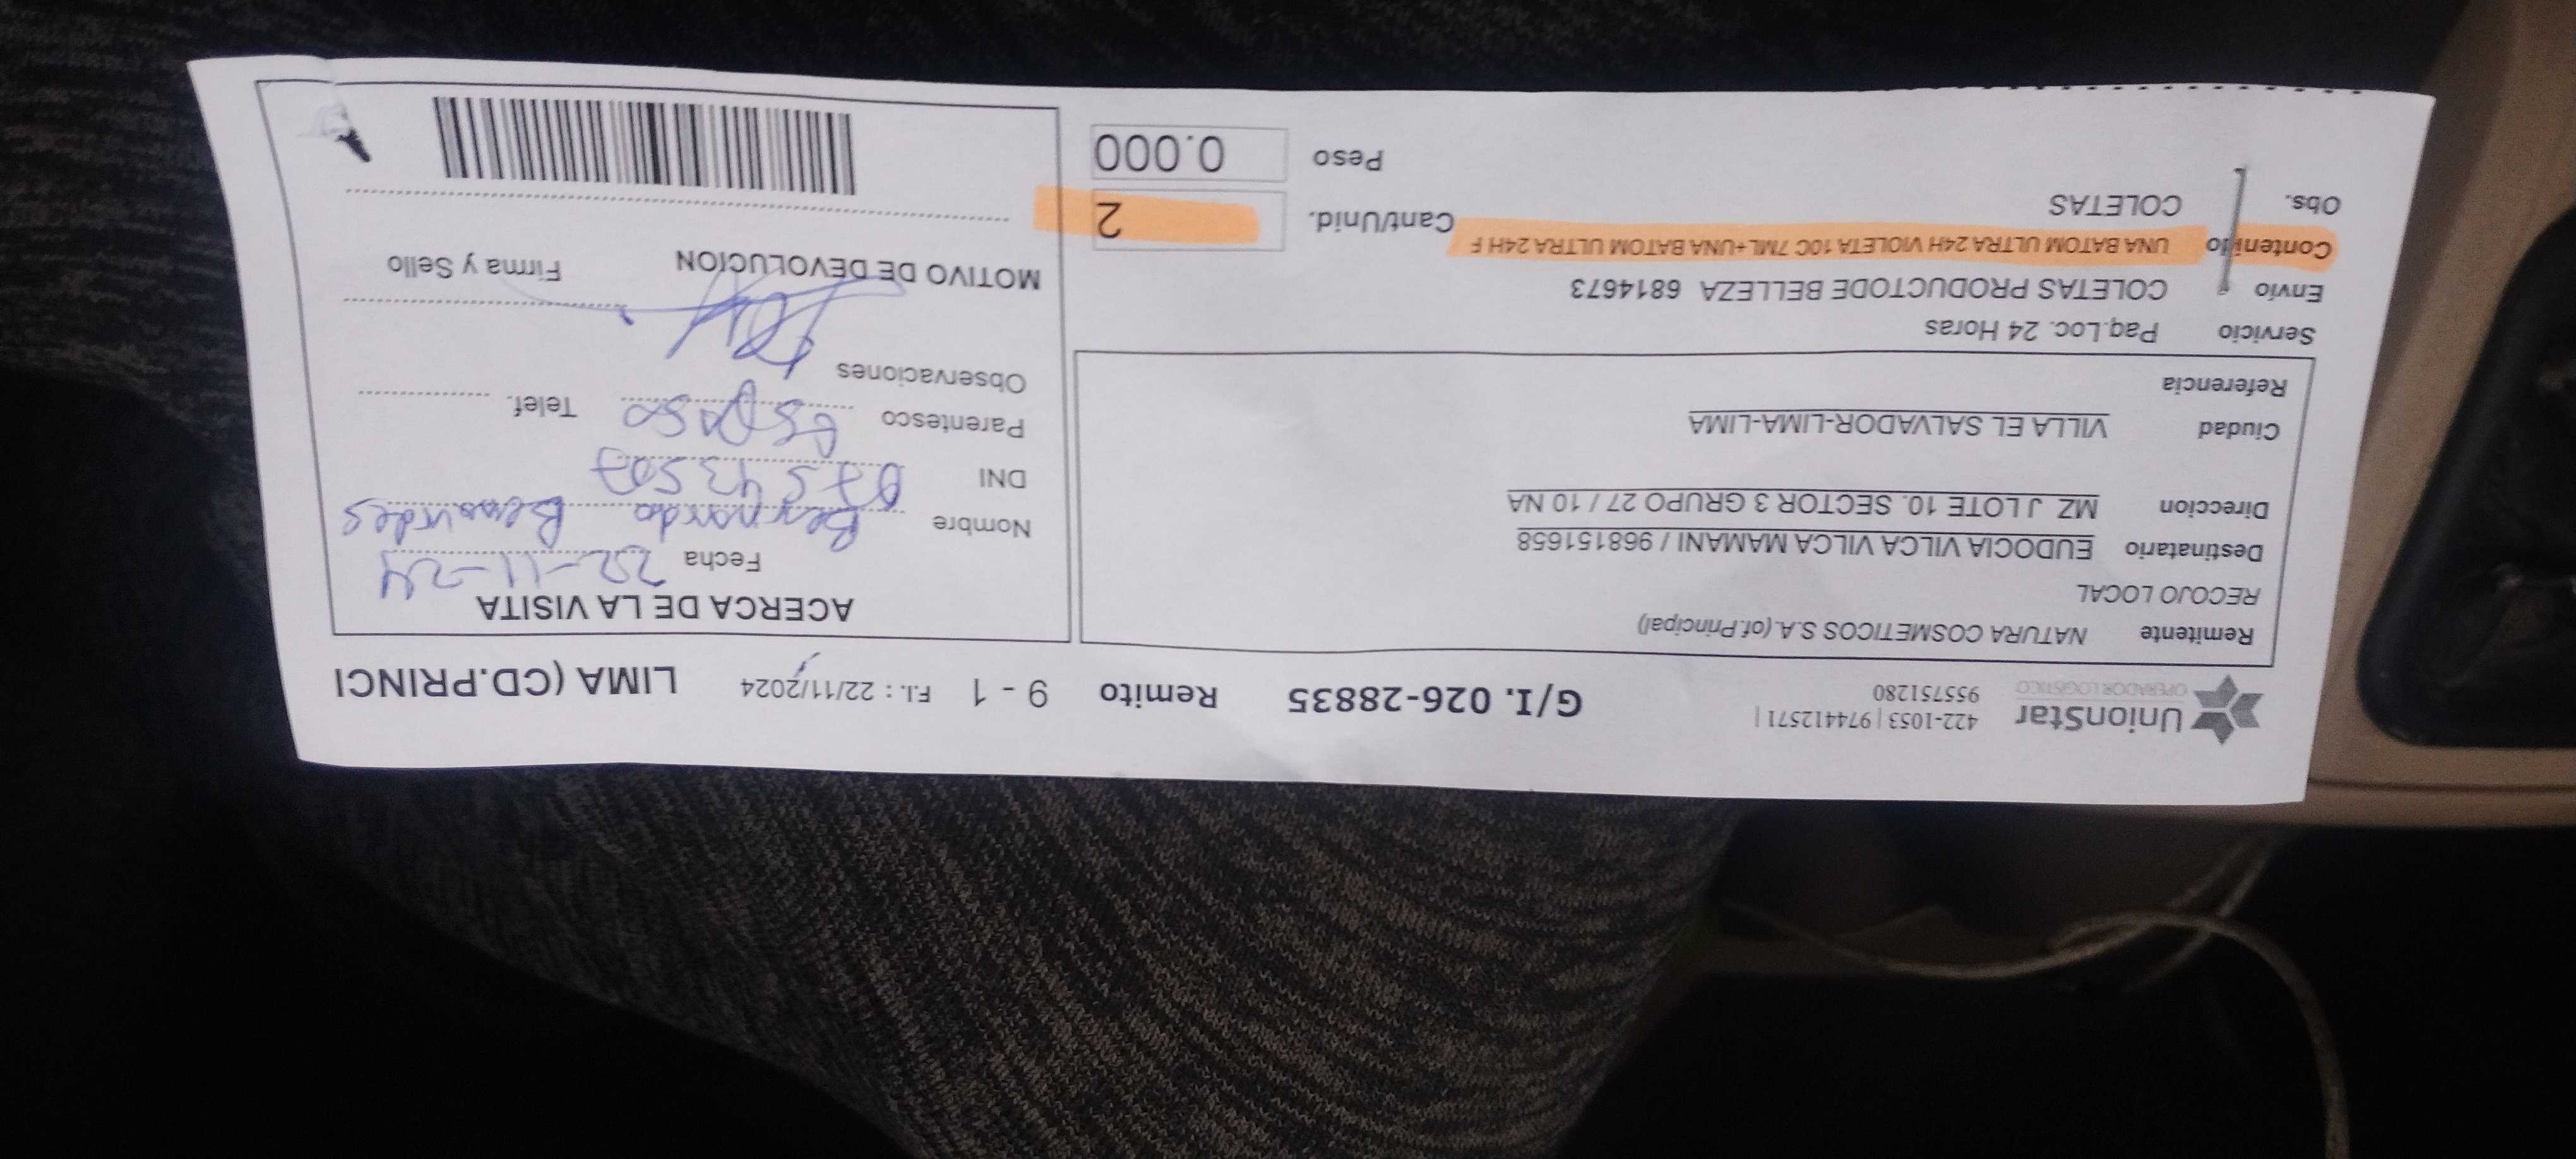 UnionStar
OPERADOR LOGISTICO
422-1053 | 974412571 |
955751280
G/I. 026-28835
Remito 9 - 1
F.I. : 22/11/2024
LIMA (CD.PRINCI
Remitente NATURA COSMETICOS S.A. (of.Principal)
RECOJO LOCAL
Destinatario EUDOCIA VILCA VILCA MAMANI / 968151658
Direccion MZ J LOTE 10. SECTOR 3 GRUPO 27 / 10 NA
Ciudad VILLA EL SALVADOR-LIMA-LIMA
Referencia
Servicio Paq.Loc. 24 Horas
Envío COLETAS PRODUCTODE BELLEZA 6814673
Contenido UNA BATOM ULTRA 24H VIOLETA 10C 7ML+UNA BATOM ULTRA 24H F
Obs. COLETAS
Cant/Unid. 2
Peso 0.000
ACERCA DE LA VISITA
Fecha 22-11-24
Nombre Bernardo
DNI 07543507
Parentesco esposo Telef.
Observaciones
MOTIVO DE DEVOLUCION Firma y Sello